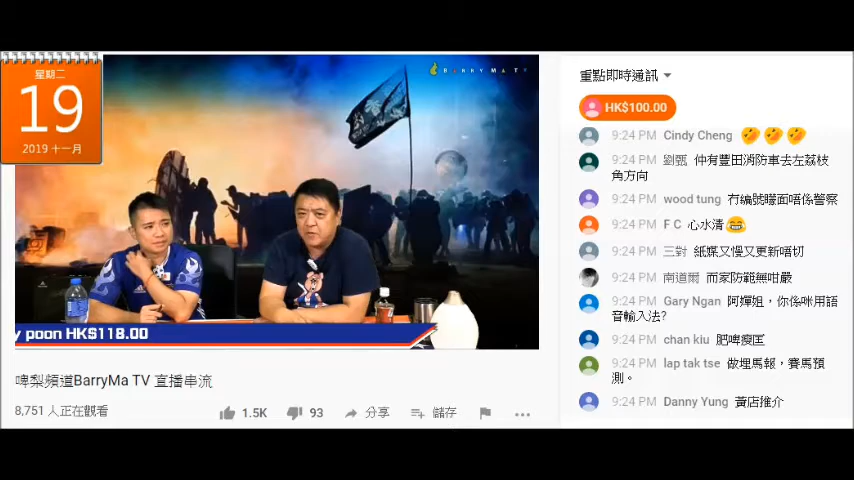 星期二
19
2019 十一月
BARRY MA TV
y poon HK$118.00
啤梨頻道BarryMa TV 直播串流
8,751 人正在觀看
1.5K
93
分享
儲存
重點即時通訊
HK$100.00
9:24 PM Cindy Cheng
9:24 PM 劉甄 仲有豐田消防車去左荔枝
角方向
9:24 PM wood tung 冇編號矇面唔係警察
9:24 PM F C 心水清
9:24 PM 三對 紙媒又慢又更新唔切
9:24 PM 南道爾 而家防範無咁嚴
9:24 PM Gary Ngan 阿嬋姐，你係咪用語
音輸入法?
9:24 PM chan kiu 肥啤瘦匡
9:24 PM lap tak tse 做埋馬報，賽馬預
測。
9:24 PM Danny Yung 黃店推介